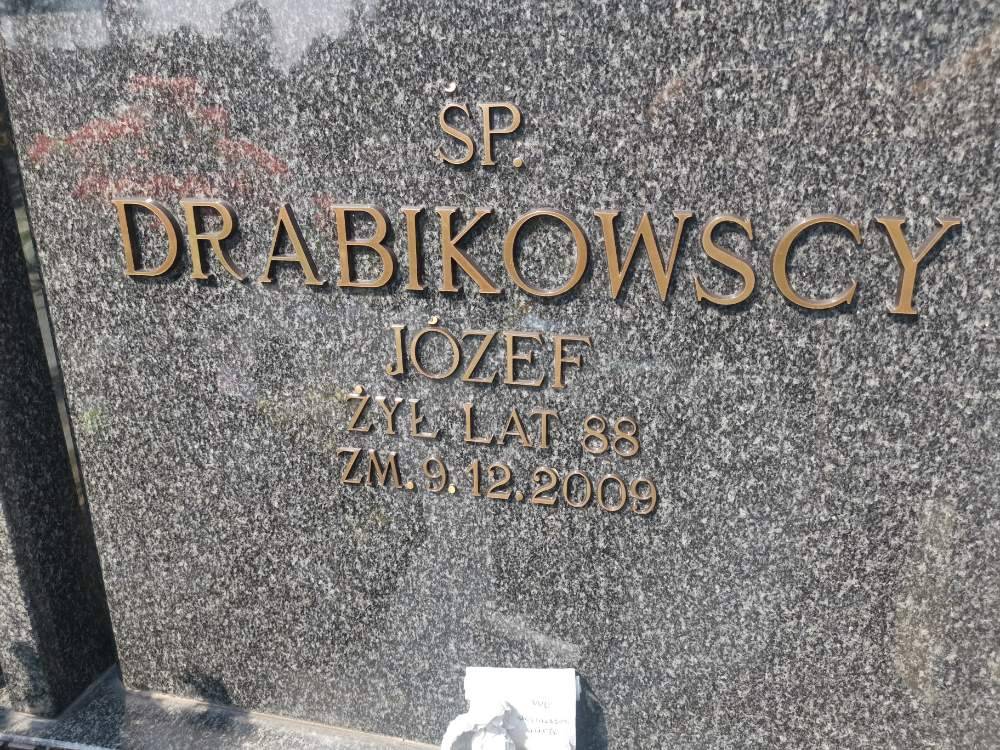 ŚP.
DRABIKOWSCY
JÓZEF
ŻYŁ LAT 88
ZM. 9.12.2009